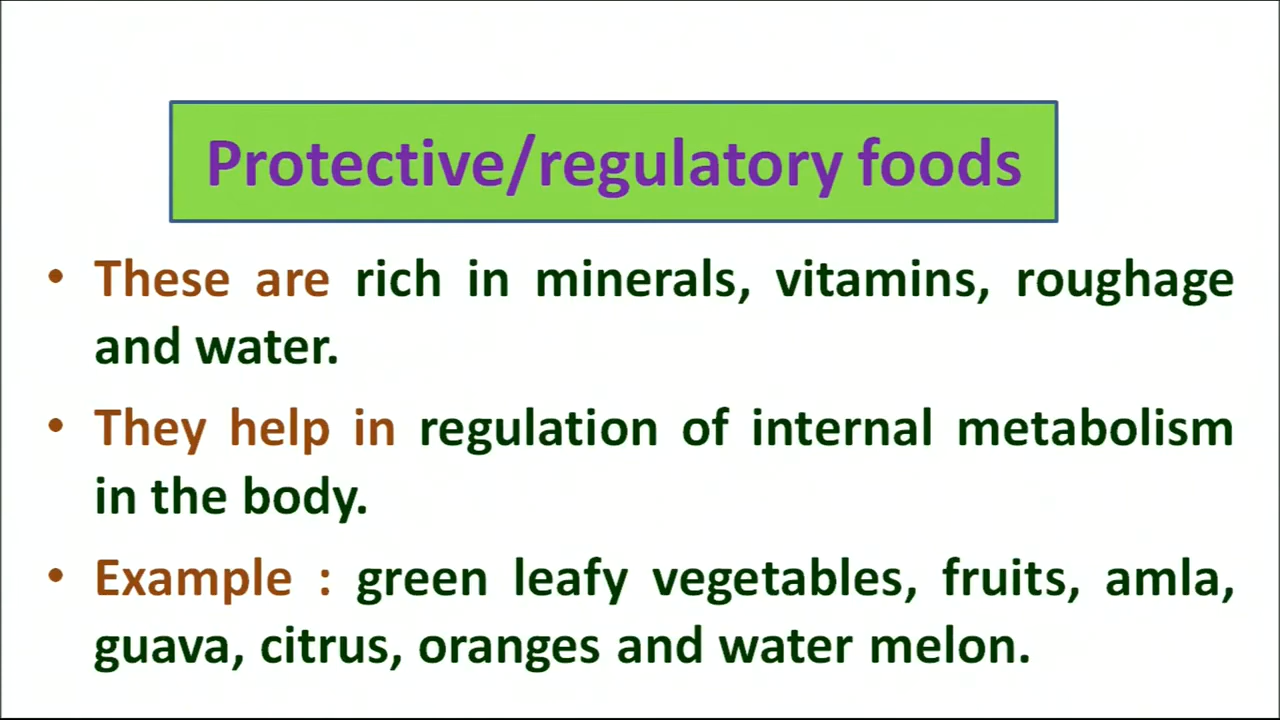 Protective/regulatory foods
• These are rich in minerals, vitamins, roughage
and water.
• They help in regulation of internal metabolism
in the body.
• Example : green leafy vegetables, fruits, amla,
guava, citrus, oranges and water melon.